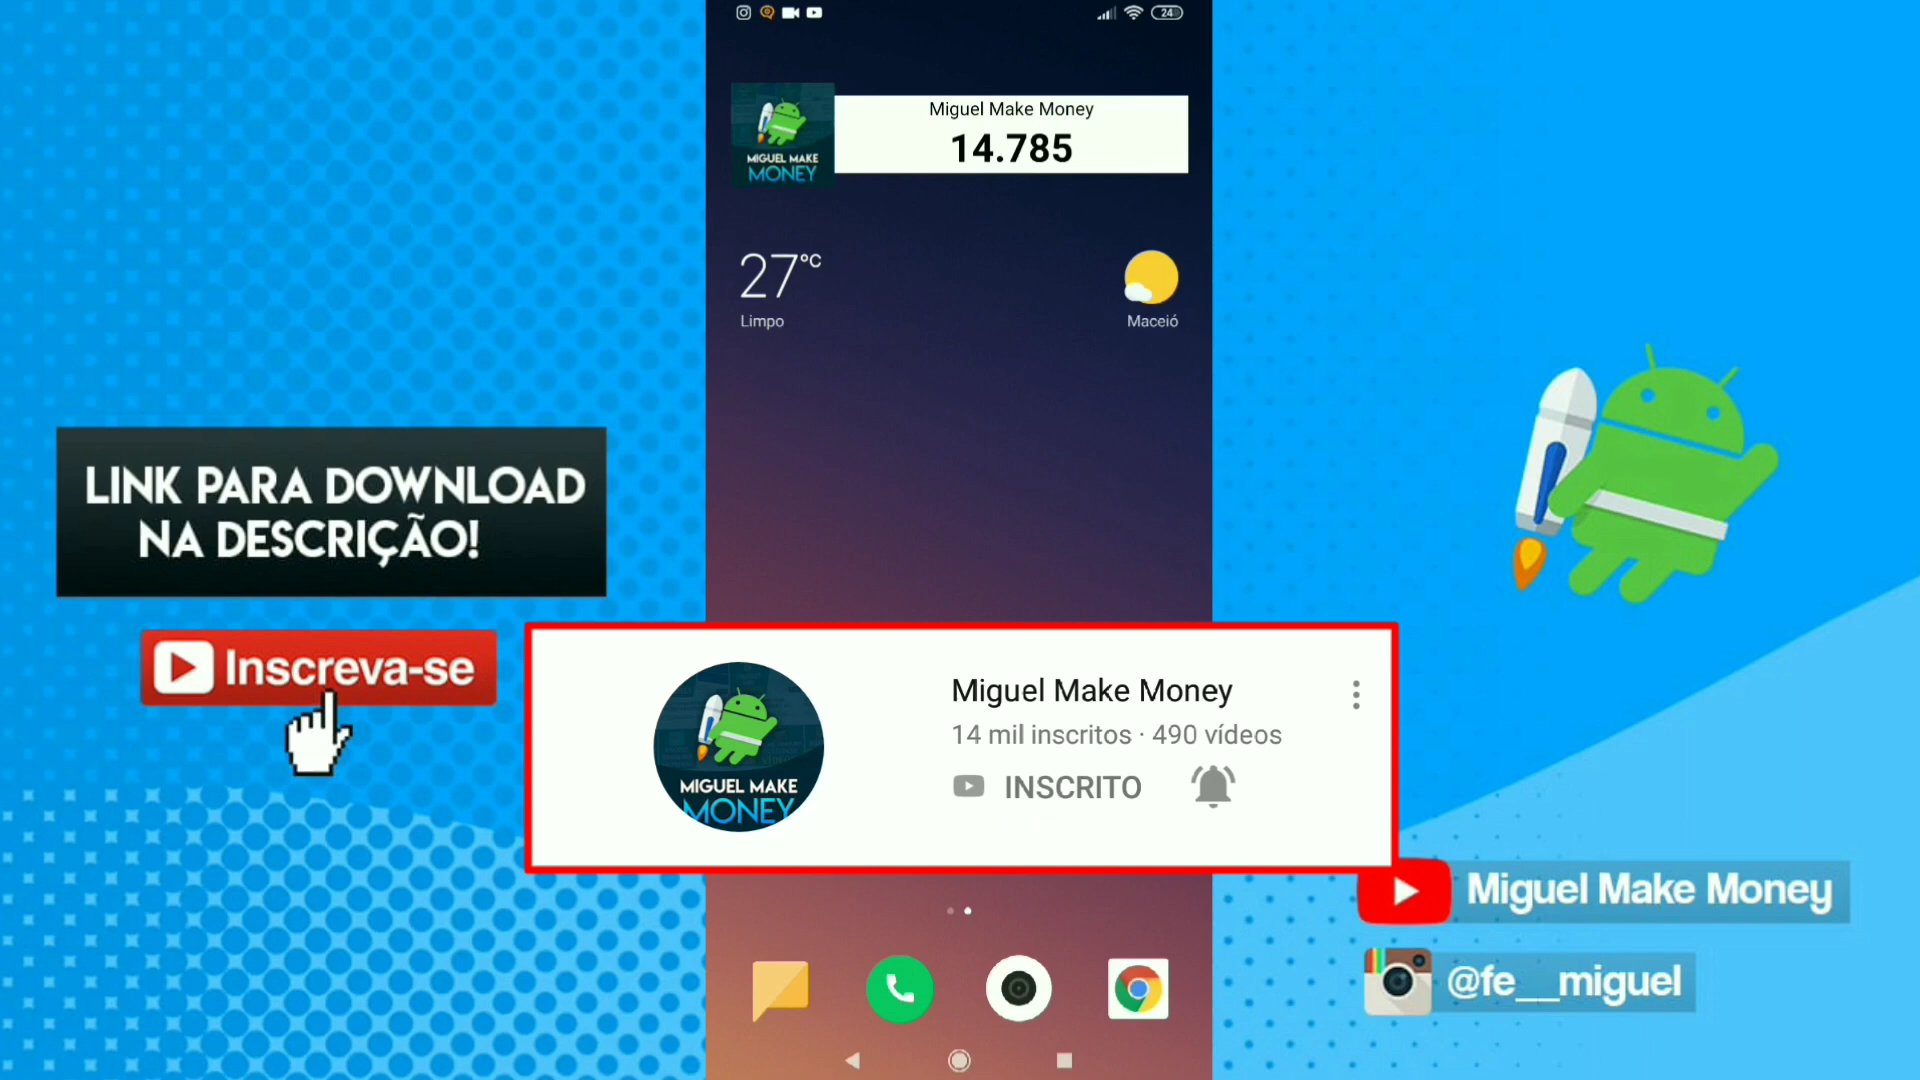 24
Miguel Make Money
14.785
MIGUEL MAKE
MONEY
27°C
Limpo
Maceió
LINK PARA DOWNLOAD
NA DESCRIÇÃO!
Inscreva-se
Miguel Make Money
14 mil inscritos · 490 vídeos
INSCRITO
MIGUEL MAKE
MONEY
Miguel Make Money
@fe__miguel